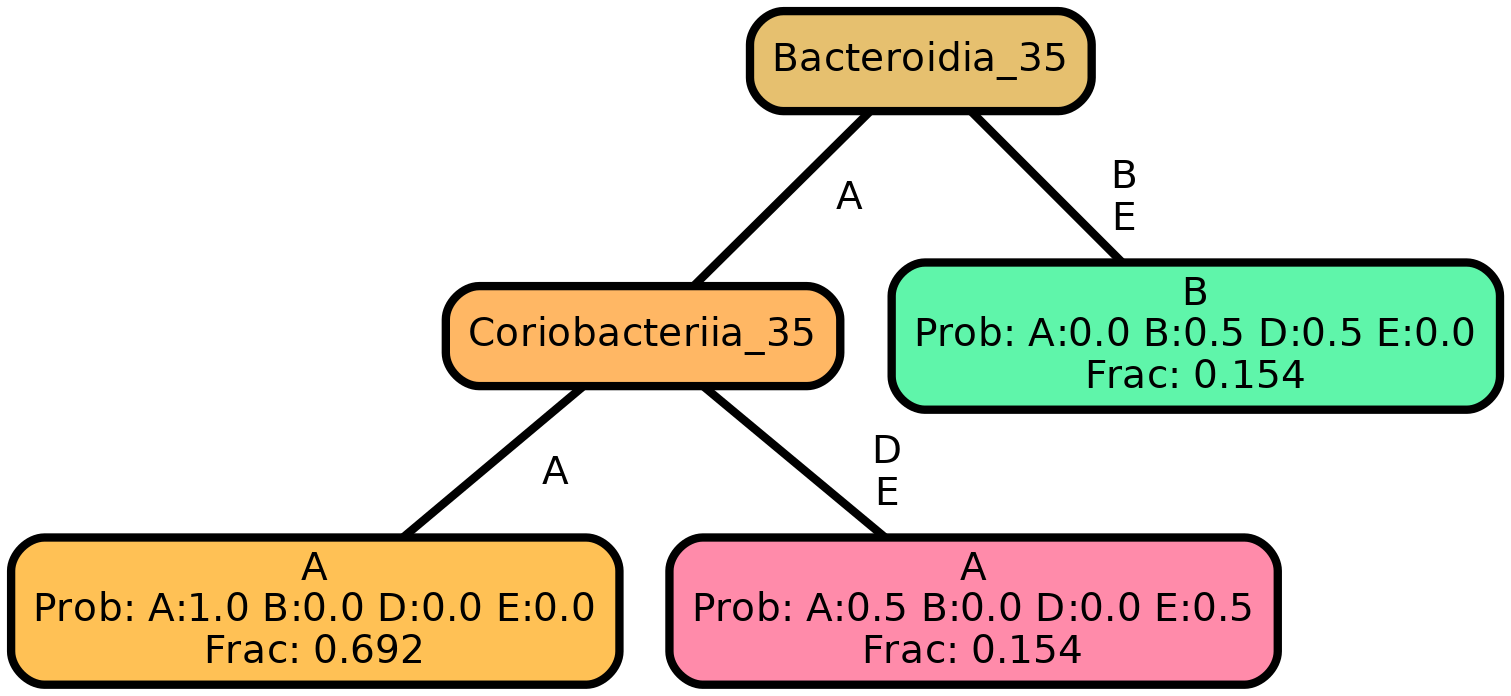 Bacteroidia_35
A
B
E
Coriobacteriia_35
B
Prob: A:0.0 B:0.5 D:0.5 E:0.0
Frac: 0.154
A
D
E
A
Prob: A:1.0 B:0.0 D:0.0 E:0.0
Frac: 0.692
A
Prob: A:0.5 B:0.0 D:0.0 E:0.5
Frac: 0.154